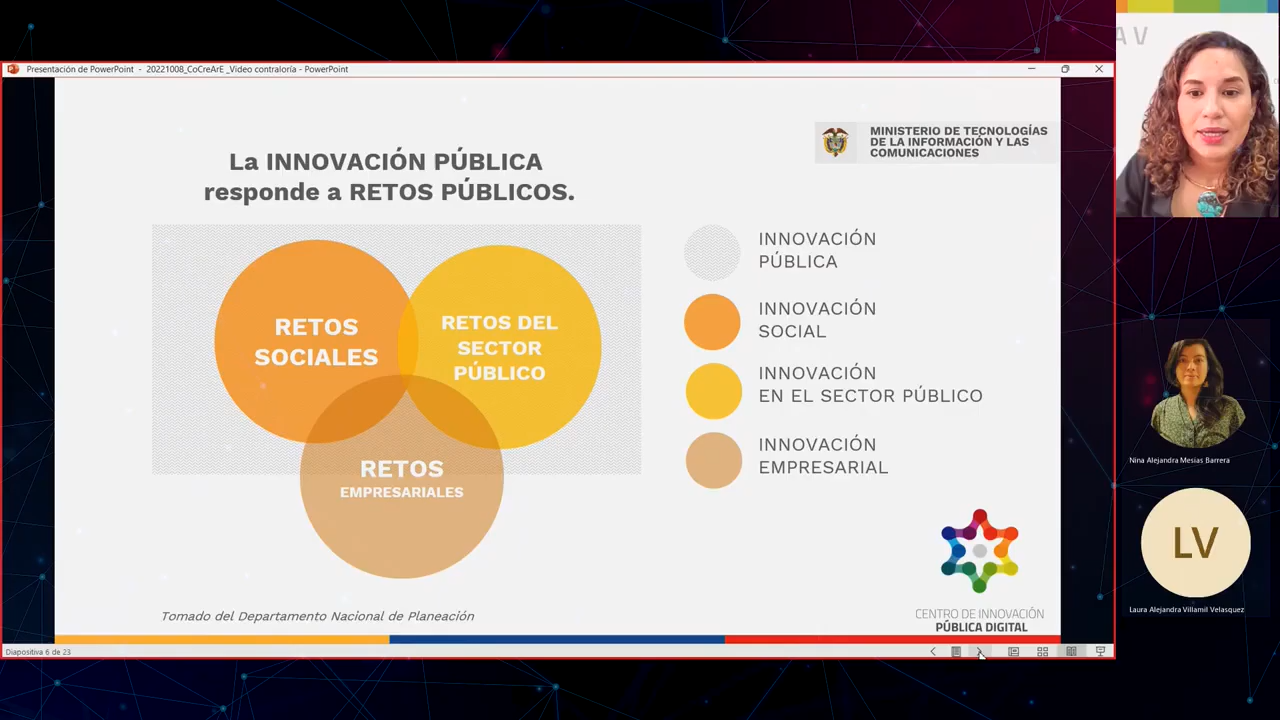 Presentación de PowerPoint - 20221008_CoCreArE _Video contraloría - PowerPoint
AV
MINISTERIO DE TECNOLOGÍAS
DE LA INFORMACIÓN Y LAS
COMUNICACIONES
La INNOVACIÓN PÚBLICA
responde a RETOS PÚBLICOS.
RETOS
SOCIALES
RETOS DEL
SECTOR
PÚBLICO
RETOS
EMPRESARIALES
INNOVACIÓN
PÚBLICA
INNOVACIÓN
SOCIAL
INNOVACIÓN
EN EL SECTOR PÚBLICO
INNOVACIÓN
EMPRESARIAL
CENTRO DE INNOVACIÓN
PÚBLICA DIGITAL
Tomado del Departamento Nacional de Planeación
Diapositiva 6 de 23
Nina Alejandra Mesias Barrera
LV
Laura Alejandra Villamil Velasquez